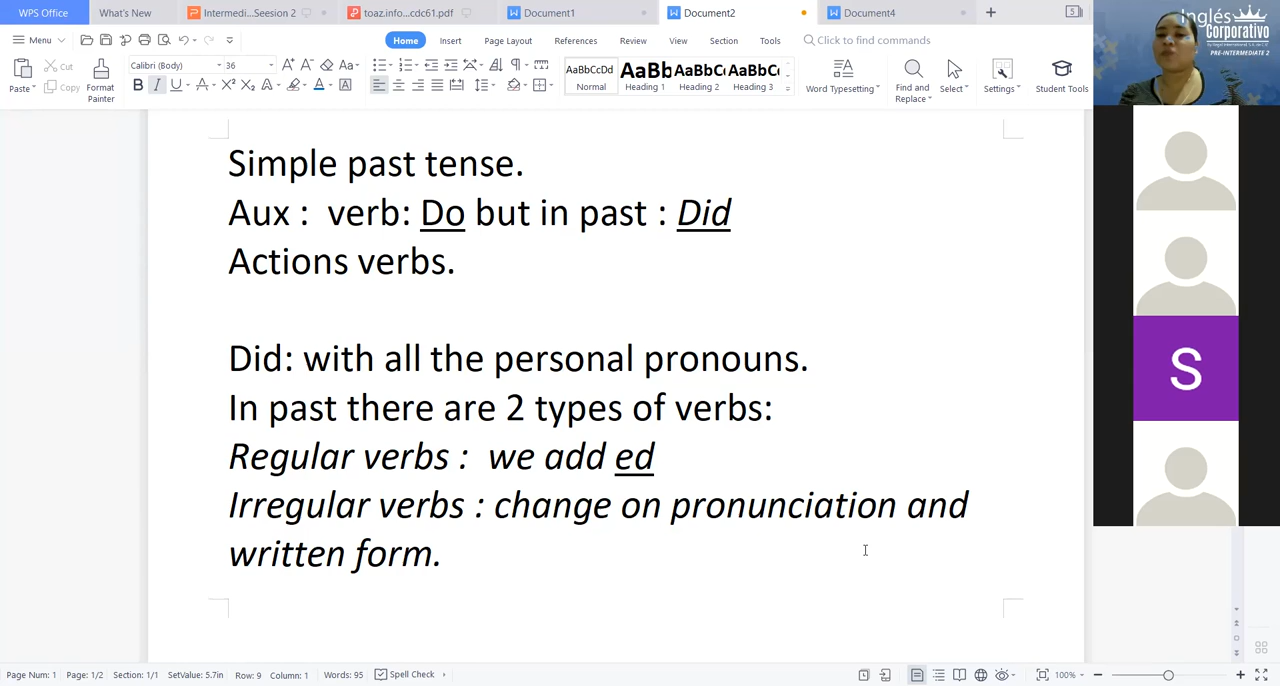 WPS Office What's New Intermedi...Seesion 2 toaz.info...cdc61.pdf Document1 Document2 Document4 + 5
Menu Home Insert Page Layout References Review View Section Tools Click to find commands
Inglés Corporativo
by Regal International S.A. de C.V.
PRE-INTERMEDIATE 2
Paste Cut Copy Format Painter Calibri (Body) 36 AaBbCcDd Normal AaBb Heading 1 AaBbC Heading 2 AaBbC Heading 3 Word Typesetting Find and Replace Select Settings Student Tools
Simple past tense.
Aux : verb: Do but in past : Did
Actions verbs.
Did: with all the personal pronouns.
In past there are 2 types of verbs:
Regular verbs : we add ed
Irregular verbs : change on pronunciation and
written form.
S
Page Num: 1 Page: 1/2 Section: 1/1 SetValue: 5.7in Row: 9 Column: 1 Words: 95 Spell Check 100%